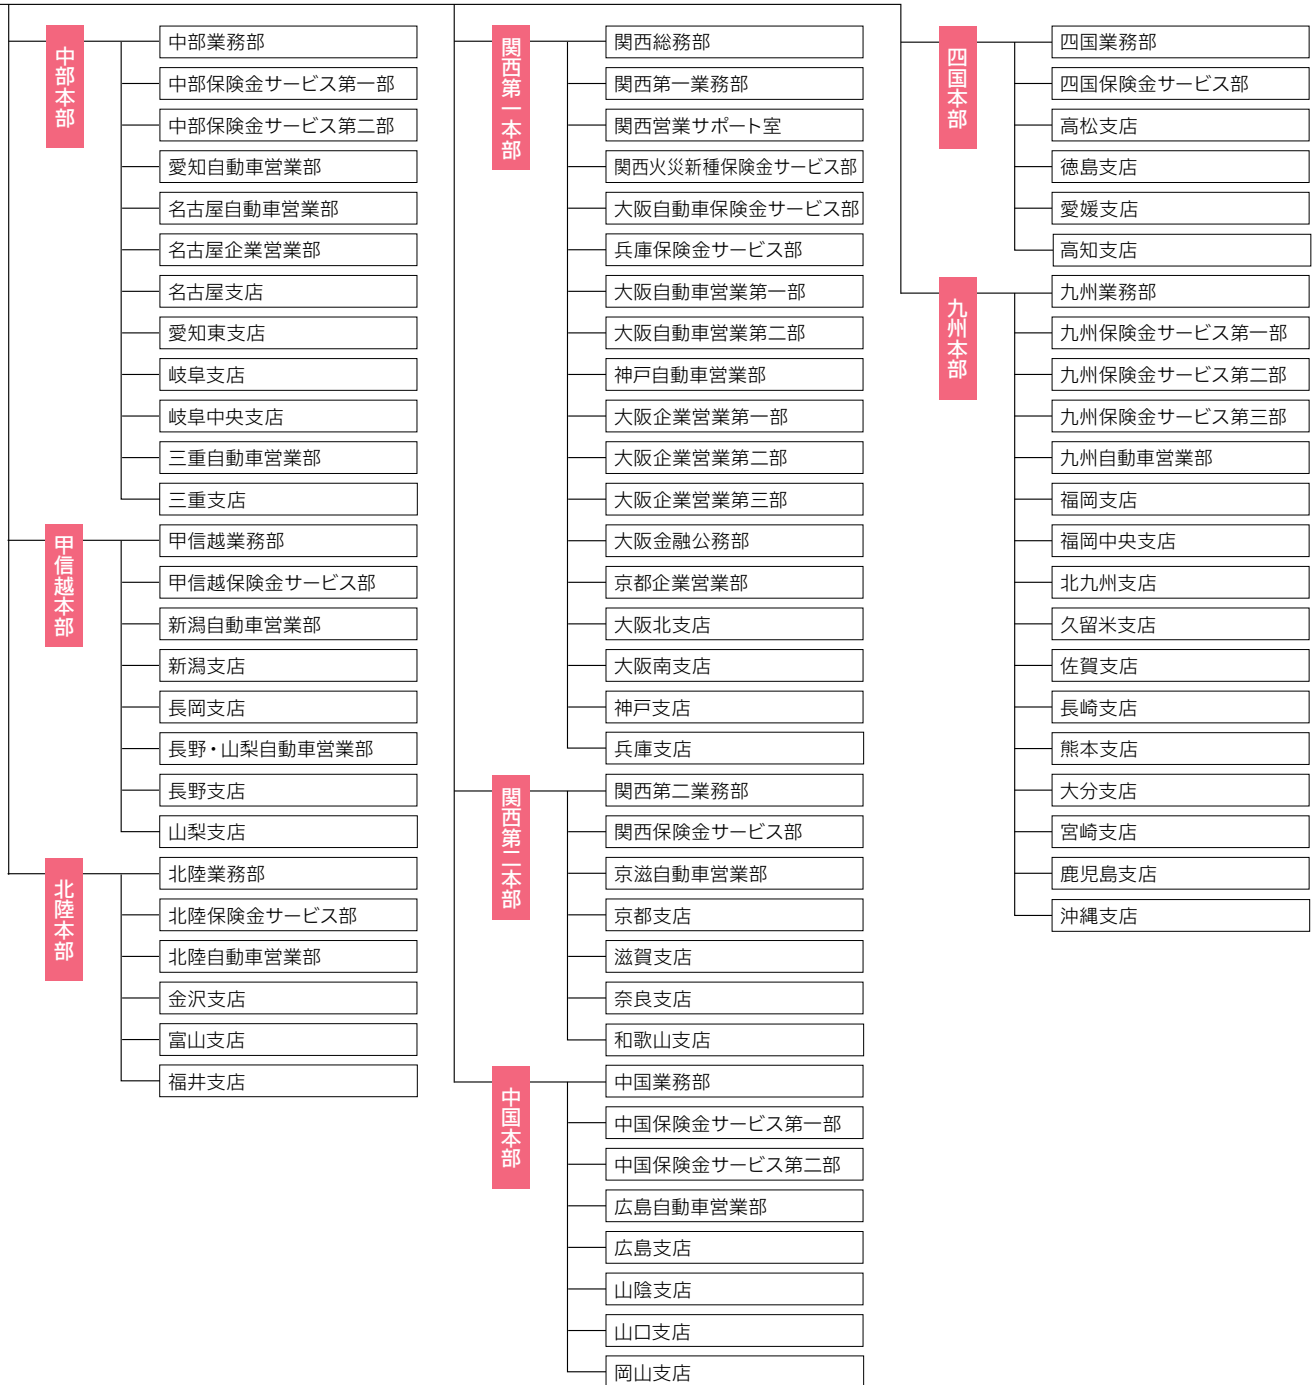 中部本部
中部業務部
中部保険金サービス第一部
中部保険金サービス第二部
愛知自動車営業部
名古屋自動車営業部
名古屋企業営業部
名古屋支店
愛知東支店
岐阜支店
岐阜中央支店
三重自動車営業部
三重支店
甲信越本部
甲信越業務部
甲信越保険金サービス部
新潟自動車営業部
新潟支店
長岡支店
長野・山梨自動車営業部
長野支店
山梨支店
北陸本部
北陸業務部
北陸保険金サービス部
北陸自動車営業部
金沢支店
富山支店
福井支店
関西第一本部
関西総務部
関西第一業務部
関西営業サポート室
関西火災新種保険金サービス部
大阪自動車保険金サービス部
兵庫保険金サービス部
大阪自動車営業第一部
大阪自動車営業第二部
神戸自動車営業部
大阪企業営業第一部
大阪企業営業第二部
大阪企業営業第三部
大阪金融公務部
京都企業営業部
大阪北支店
大阪南支店
神戸支店
兵庫支店
関西第二本部
関西第二業務部
関西保険金サービス部
京滋自動車営業部
京都支店
滋賀支店
奈良支店
和歌山支店
中国本部
中国業務部
中国保険金サービス第一部
中国保険金サービス第二部
広島自動車営業部
広島支店
山陰支店
山口支店
岡山支店
四国本部
四国業務部
四国保険金サービス部
高松支店
徳島支店
愛媛支店
高知支店
九州本部
九州業務部
九州保険金サービス第一部
九州保険金サービス第二部
九州保険金サービス第三部
九州自動車営業部
福岡支店
福岡中央支店
北九州支店
久留米支店
佐賀支店
長崎支店
熊本支店
大分支店
宮崎支店
鹿児島支店
沖縄支店